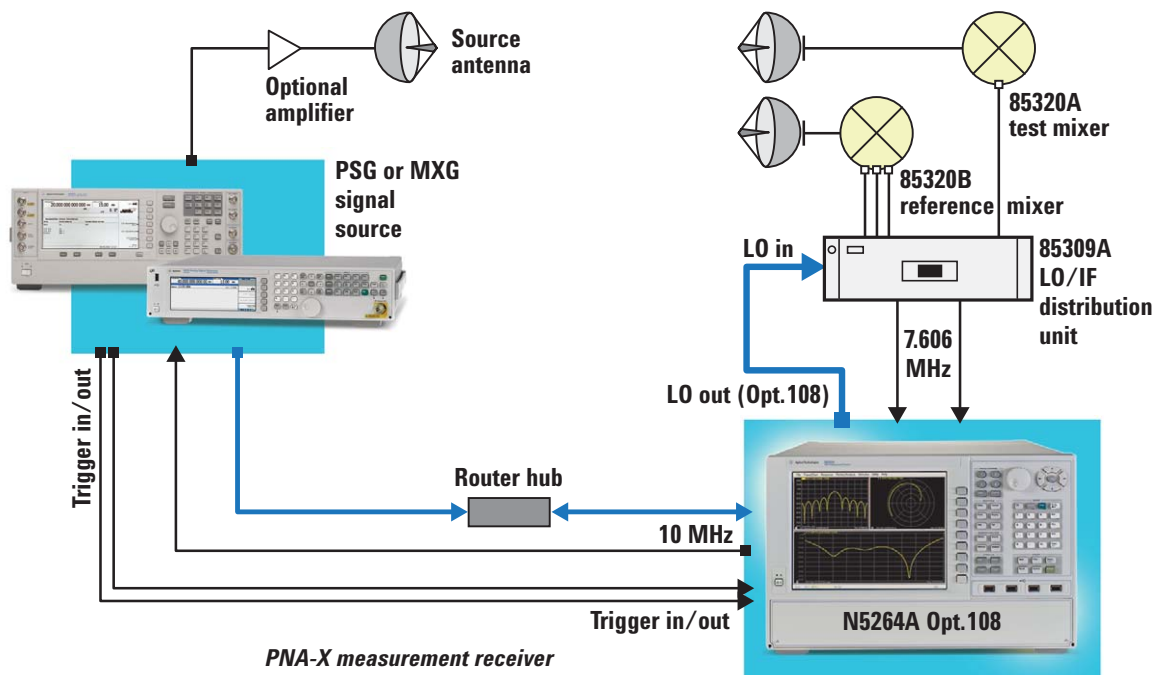 Source
antenna
Optional
amplifier
PSG or MXG
signal
source
85320A
test mixer
85320B
reference mixer
LO in
85309A
LO/IF
distribution
unit
7.606
MHz
LO out (Opt.108)
Trigger in/out
Router hub
10 MHz
Trigger in/out
N5264A Opt.108
PNA-X measurement receiver